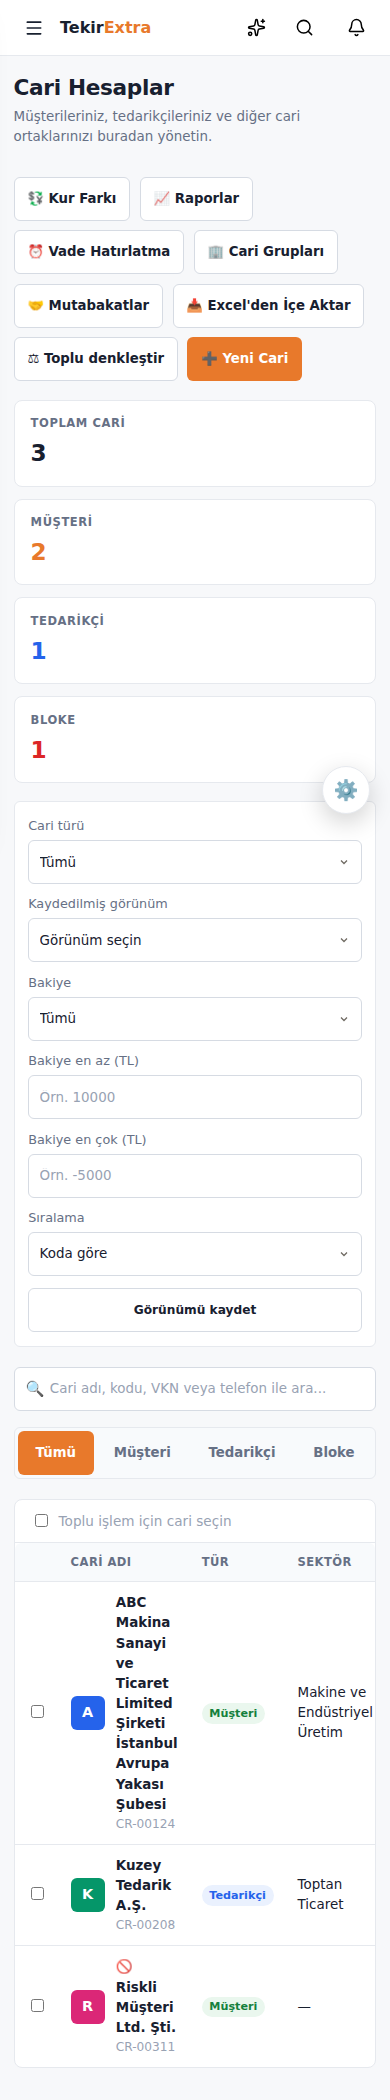 TekirExtra
Cari Hesaplar
Müşterileriniz, tedarikçileriniz ve diğer cari
ortaklarınızı buradan yönetin.
💱 Kur Farkı 📈 Raporlar
⏰ Vade Hatırlatma 🏢 Cari Grupları
🤝 Mutabakatlar 📥 Excel'den İçe Aktar
⚖ Toplu denkleştir ➕ Yeni Cari
TOPLAM CARİ
3
MÜŞTERİ
2
TEDARİKÇİ
1
BLOKE
1
Cari türü
Tümü
Kaydedilmiş görünüm
Görünüm seçin
Bakiye
Tümü
Bakiye en az (TL)
Orn. 10000
Bakiye en çok (TL)
Orn. -5000
Sıralama
Koda göre
Görünümü kaydet
🔍 Cari adı, kodu, VKN veya telefon ile ara...
Tümü Müşteri Tedarikçi Bloke
Toplu işlem için cari seçin
CARİ ADI TÜR SEKTÖR
A
ABC
Makina
Sanayi
ve
Ticaret
Limited
Şirketi
İstanbul
Avrupa
Yakası
Şubesi
CR-00124
Müşteri
Makine ve
Endüstriyel
Üretim
K
Kuzey
Tedarik
A.Ş.
CR-00208
Tedarikçi
Toptan
Ticaret
R
🚫
Riskli
Müşteri
Ltd. Şti.
CR-00311
Müşteri
—